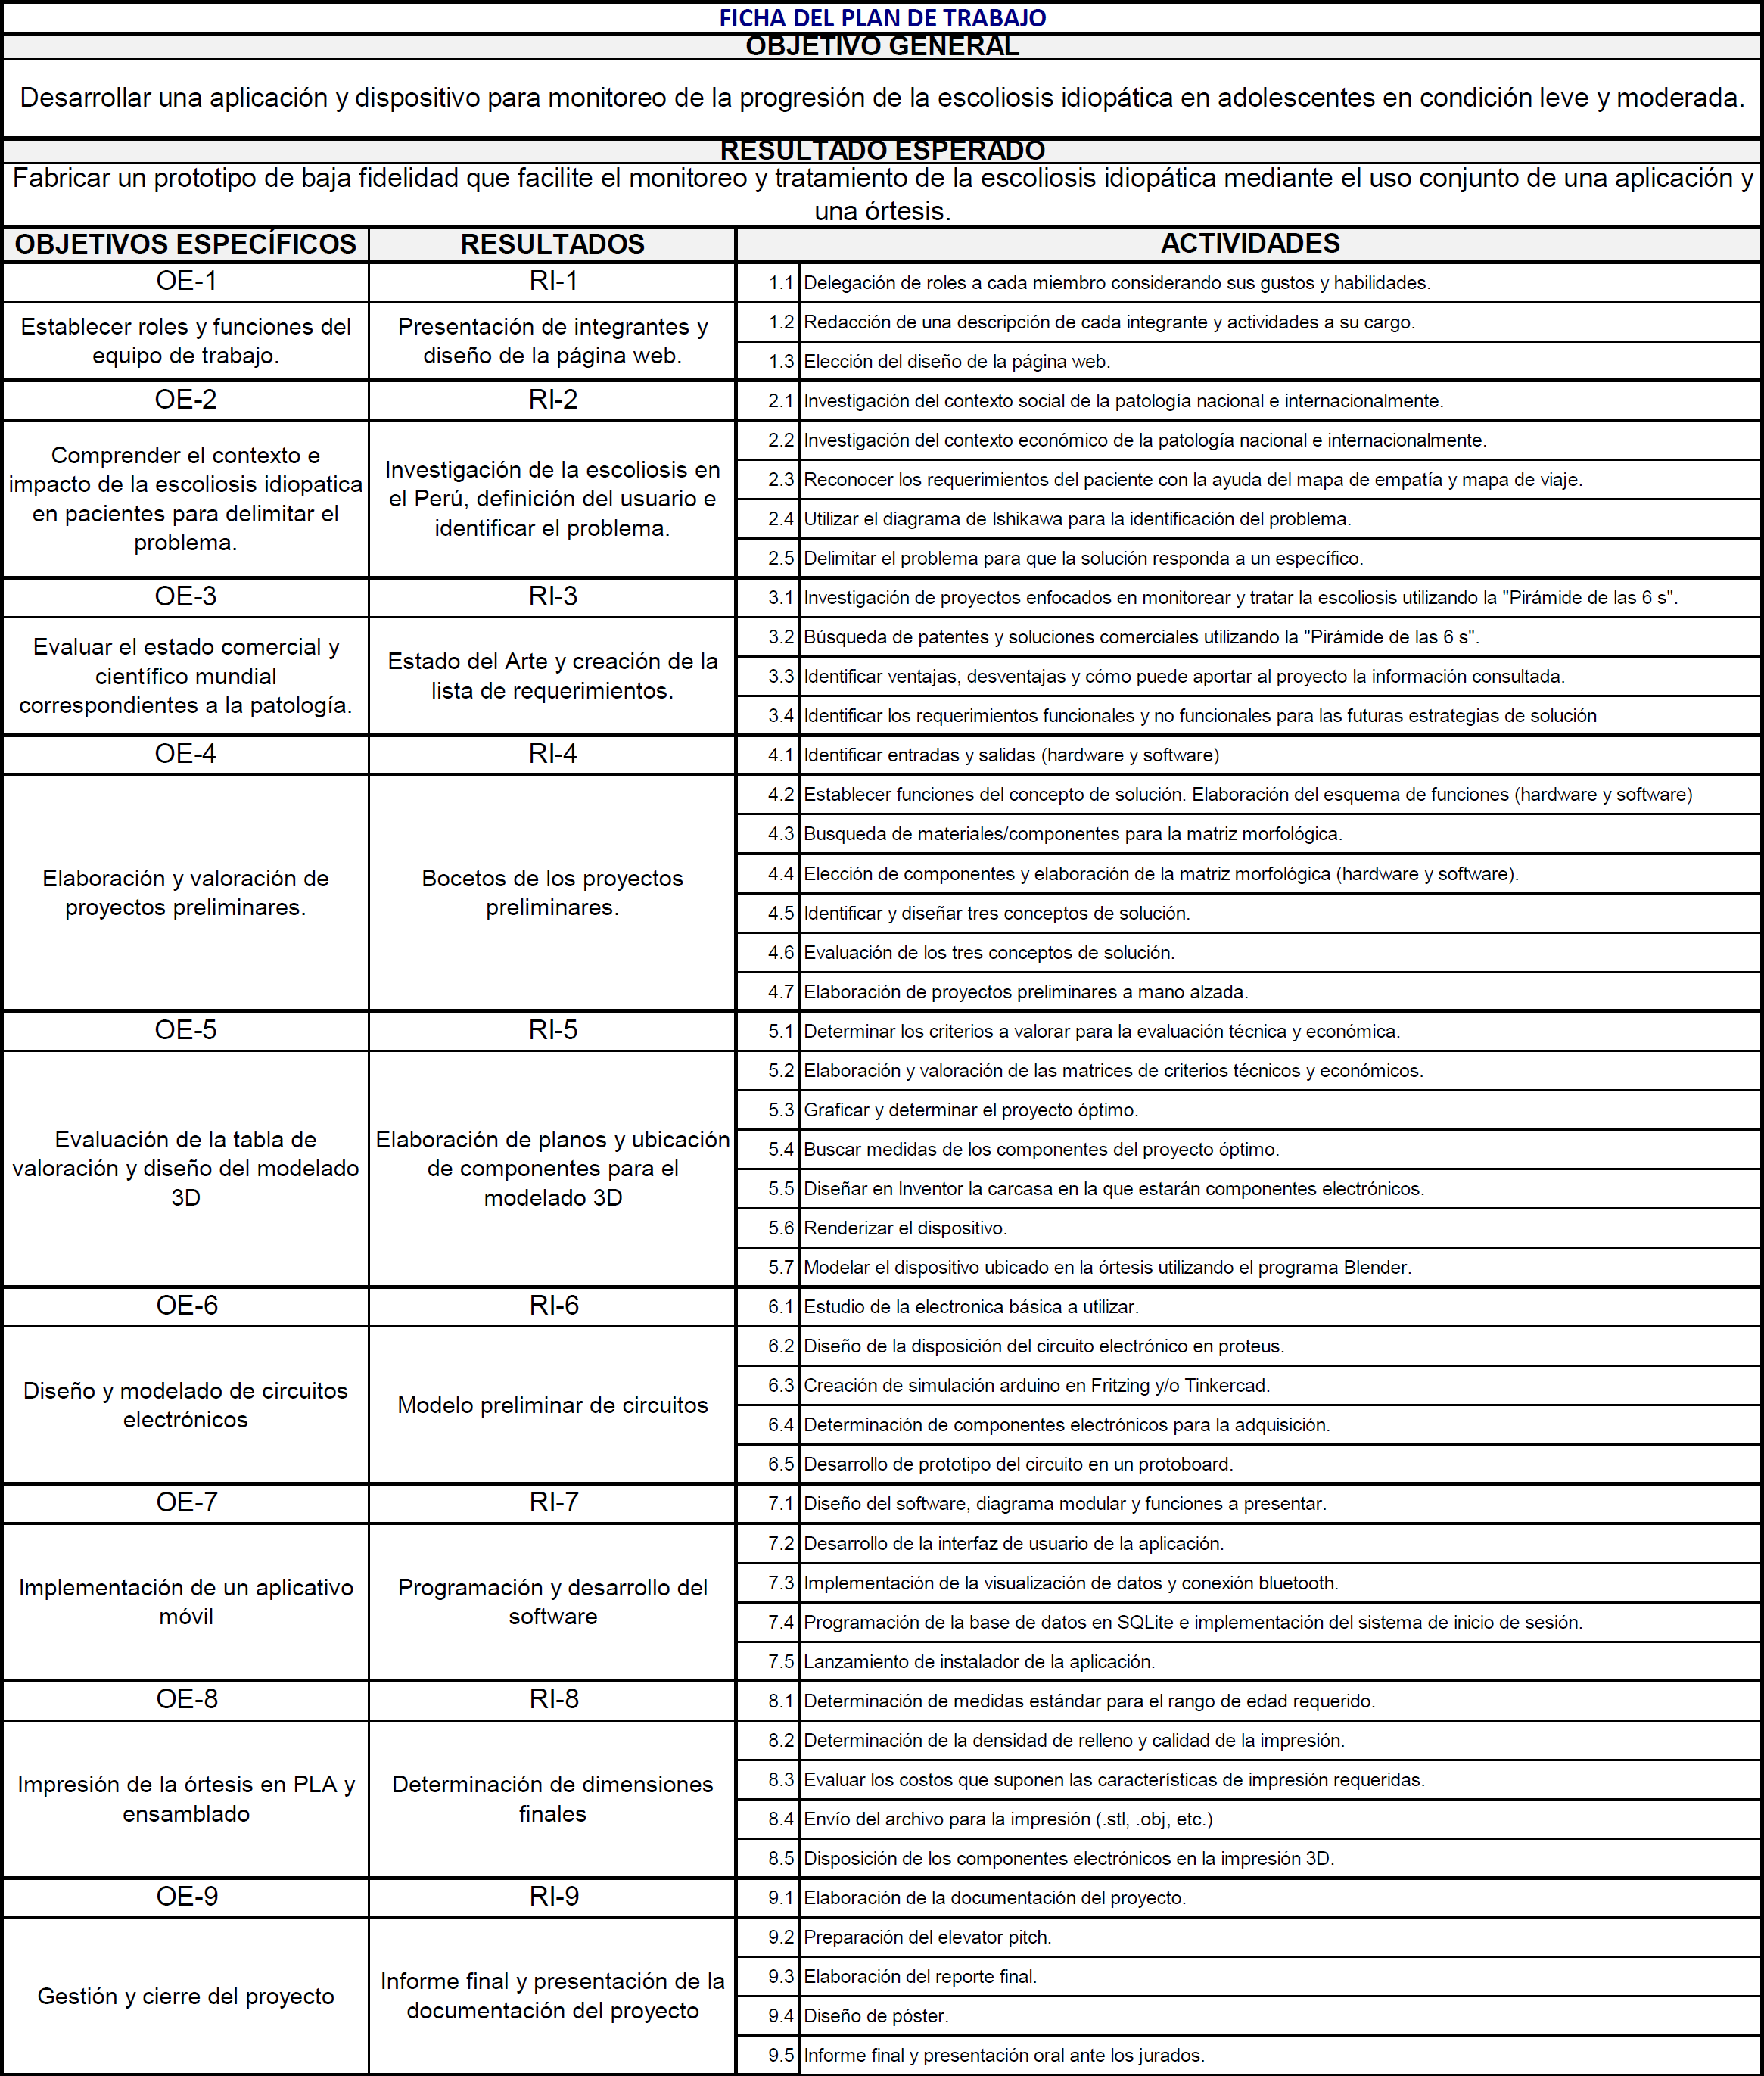 FICHA DEL PLAN DE TRABAJO
OBJETIVO GENERAL
Desarrollar una aplicación y dispositivo para monitoreo de la progresión de la escoliosis idiopática en adolescentes en condición leve y moderada.
RESULTADO ESPERADO
Fabricar un prototipo de baja fidelidad que facilite el monitoreo y tratamiento de la escoliosis idiopática mediante el uso conjunto de una aplicación y
una órtesis.
OBJETIVOS ESPECÍFICOS
RESULTADOS
ACTIVIDADES
OE-1
Establecer roles y funciones del
equipo de trabajo.
RI-1
Presentación de integrantes y
diseño de la página web.
1.1 Delegación de roles a cada miembro considerando sus gustos y habilidades.
1.2 Redacción de una descripción de cada integrante y actividades a su cargo.
1.3 Elección del diseño de la página web.
OE-2
Comprender el contexto e
impacto de la escoliosis idiopatica
en pacientes para delimitar el
problema.
RI-2
Investigación de la escoliosis en
el Perú, definición del usuario e
identificar el problema.
2.1 Investigación del contexto social de la patología nacional e internacionalmente.
2.2 Investigación del contexto económico de la patología nacional e internacionalmente.
2.3 Reconocer los requerimientos del paciente con la ayuda del mapa de empatía y mapa de viaje.
2.4 Utilizar el diagrama de Ishikawa para la identificación del problema.
2.5 Delimitar el problema para que la solución responda a un específico.
OE-3
Evaluar el estado comercial y
científico mundial
correspondientes a la patología.
RI-3
Estado del Arte y creación de la
lista de requerimientos.
3.1 Investigación de proyectos enfocados en monitorear y tratar la escoliosis utilizando la "Pirámide de las 6 s".
3.2 Búsqueda de patentes y soluciones comerciales utilizando la "Pirámide de las 6 s".
3.3 Identificar ventajas, desventajas y cómo puede aportar al proyecto la información consultada.
3.4 Identificar los requerimientos funcionales y no funcionales para las futuras estrategias de solución
OE-4
Elaboración y valoración de
proyectos preliminares.
RI-4
Bocetos de los proyectos
preliminares.
4.1 Identificar entradas y salidas (hardware y software)
4.2 Establecer funciones del concepto de solución. Elaboración del esquema de funciones (hardware y software)
4.3 Busqueda de materiales/componentes para la matriz morfológica.
4.4 Elección de componentes y elaboración de la matriz morfológica (hardware y software).
4.5 Identificar y diseñar tres conceptos de solución.
4.6 Evaluación de los tres conceptos de solución.
4.7 Elaboración de proyectos preliminares a mano alzada.
OE-5
Evaluación de la tabla de
valoración y diseño del modelado
3D
RI-5
Elaboración de planos y ubicación
de componentes para el
modelado 3D
5.1 Determinar los criterios a valorar para la evaluación técnica y económica.
5.2 Elaboración y valoración de las matrices de criterios técnicos y económicos.
5.3 Graficar y determinar el proyecto óptimo.
5.4 Buscar medidas de los componentes del proyecto óptimo.
5.5 Diseñar en Inventor la carcasa en la que estarán componentes electrónicos.
5.6 Renderizar el dispositivo.
5.7 Modelar el dispositivo ubicado en la órtesis utilizando el programa Blender.
OE-6
Diseño y modelado de circuitos
electrónicos
RI-6
Modelo preliminar de circuitos
6.1 Estudio de la electronica básica a utilizar.
6.2 Diseño de la disposición del circuito electrónico en proteus.
6.3 Creación de simulación arduino en Fritzing y/o Tinkercad.
6.4 Determinación de componentes electrónicos para la adquisición.
6.5 Desarrollo de prototipo del circuito en un protoboard.
OE-7
Implementación de un aplicativo
móvil
RI-7
Programación y desarrollo del
software
7.1 Diseño del software, diagrama modular y funciones a presentar.
7.2 Desarrollo de la interfaz de usuario de la aplicación.
7.3 Implementación de la visualización de datos y conexión bluetooth.
7.4 Programación de la base de datos en SQLite e implementación del sistema de inicio de sesión.
7.5 Lanzamiento de instalador de la aplicación.
OE-8
Impresión de la órtesis en PLA y
ensamblado
RI-8
Determinación de dimensiones
finales
8.1 Determinación de medidas estándar para el rango de edad requerido.
8.2 Determinación de la densidad de relleno y calidad de la impresión.
8.3 Evaluar los costos que suponen las características de impresión requeridas.
8.4 Envío del archivo para la impresión (.stl, .obj, etc.)
8.5 Disposición de los componentes electrónicos en la impresión 3D.
OE-9
Gestión y cierre del proyecto
RI-9
Informe final y presentación de la
documentación del proyecto
9.1 Elaboración de la documentación del proyecto.
9.2 Preparación del elevator pitch.
9.3 Elaboración del reporte final.
9.4 Diseño de póster.
9.5 Informe final y presentación oral ante los jurados.